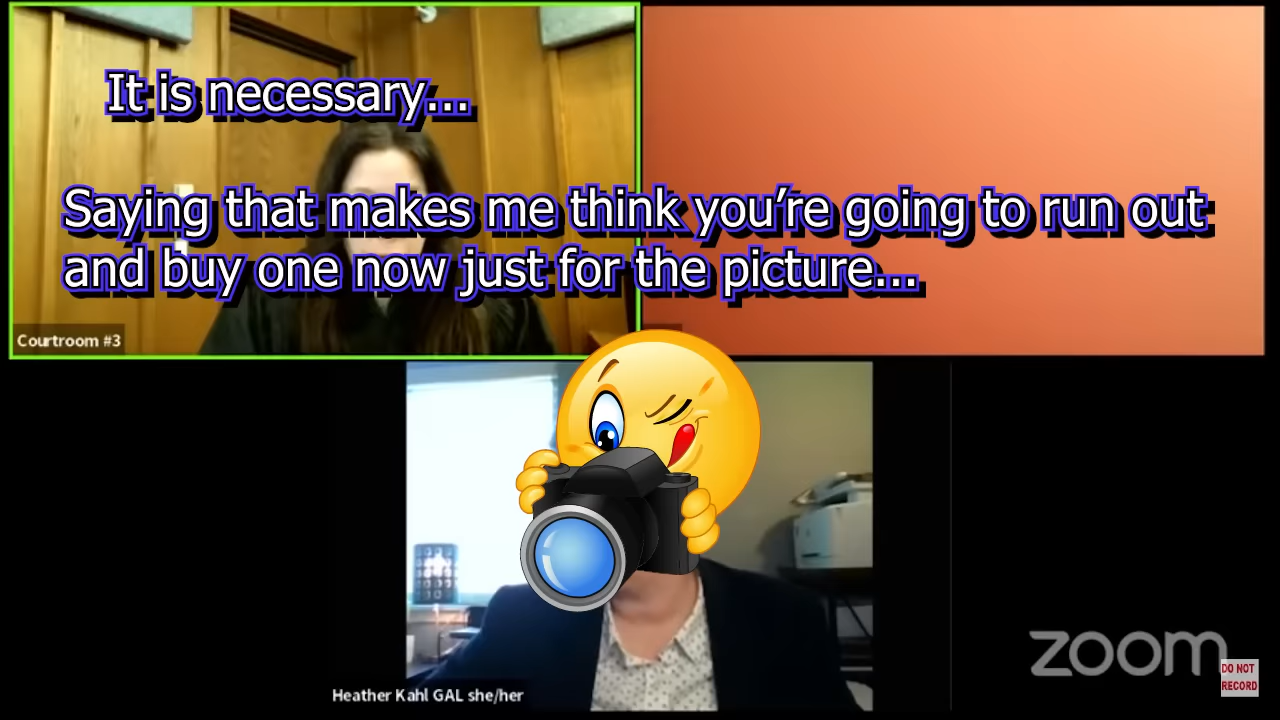 It is necessary...
Saying that makes me think you’re going to run out
and buy one now just for the picture...
Courtroom #3
Heather Kahl GAL she/her
zoom
DO NOT
RECORD